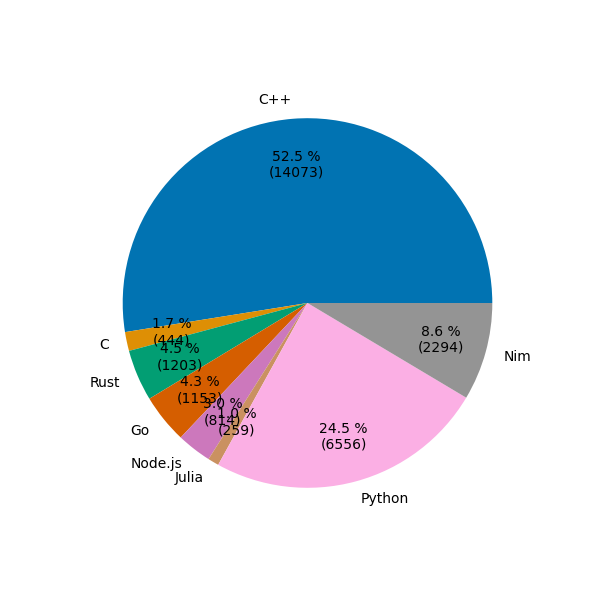 C++
52.5 %
(14073)
C
1.7 %
(444)
Rust
4.5 %
(1203)
Go
4.3 %
(1153)
Node.js
3.0 %
(814)
Julia
1.0 %
(259)
Python
24.5 %
(6556)
Nim
8.6 %
(2294)